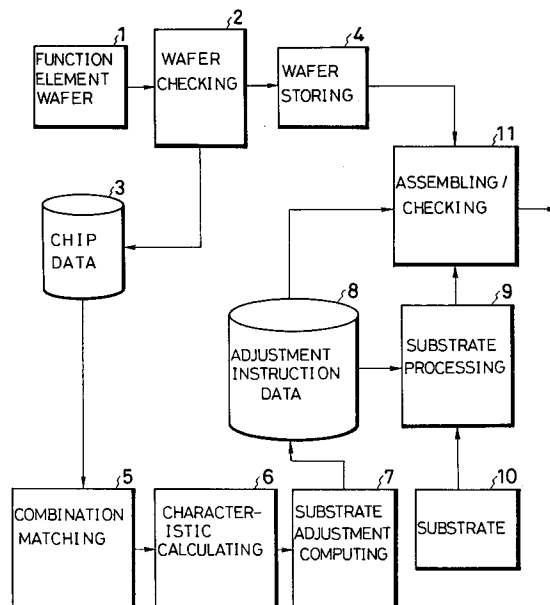 1
FUNCTION
ELEMENT
WAFER
2
WAFER
CHECKING
4
WAFER
STORING
11
ASSEMBLING/
CHECKING
3
CHIP
DATA
8
ADJUSTMENT
INSTRUCTION
DATA
9
SUBSTRATE
PROCESSING
5
COMBINATION
MATCHING
6
CHARACTER-
ISTIC
CALCULATING
7
SUBSTRATE
ADJUSTMENT
COMPUTING
10
SUBSTRATE